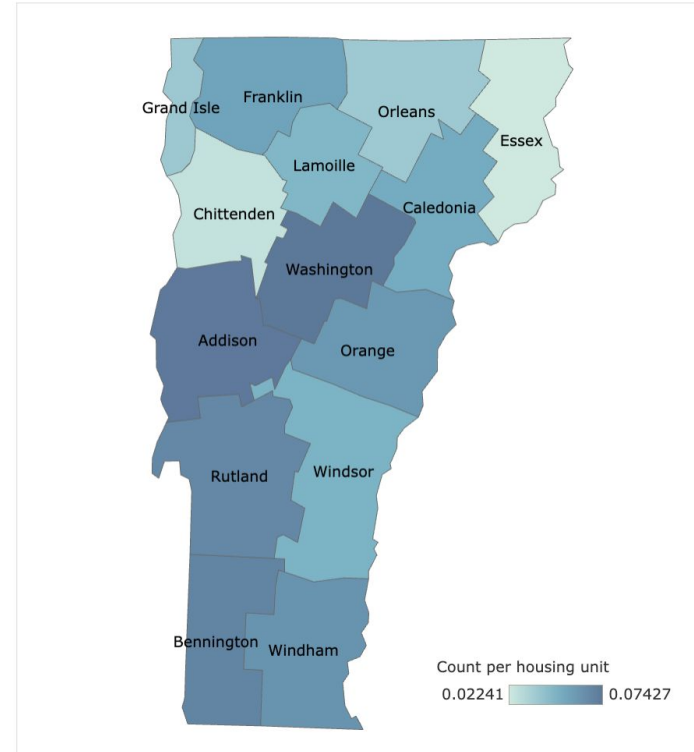 Franklin
Grand Isle
Orleans
Essex
Lamoille
Caledonia
Chittenden
Washington
Addison
Orange
Windsor
Rutland
Bennington
Windham
Count per housing unit
0.02241 0.07427